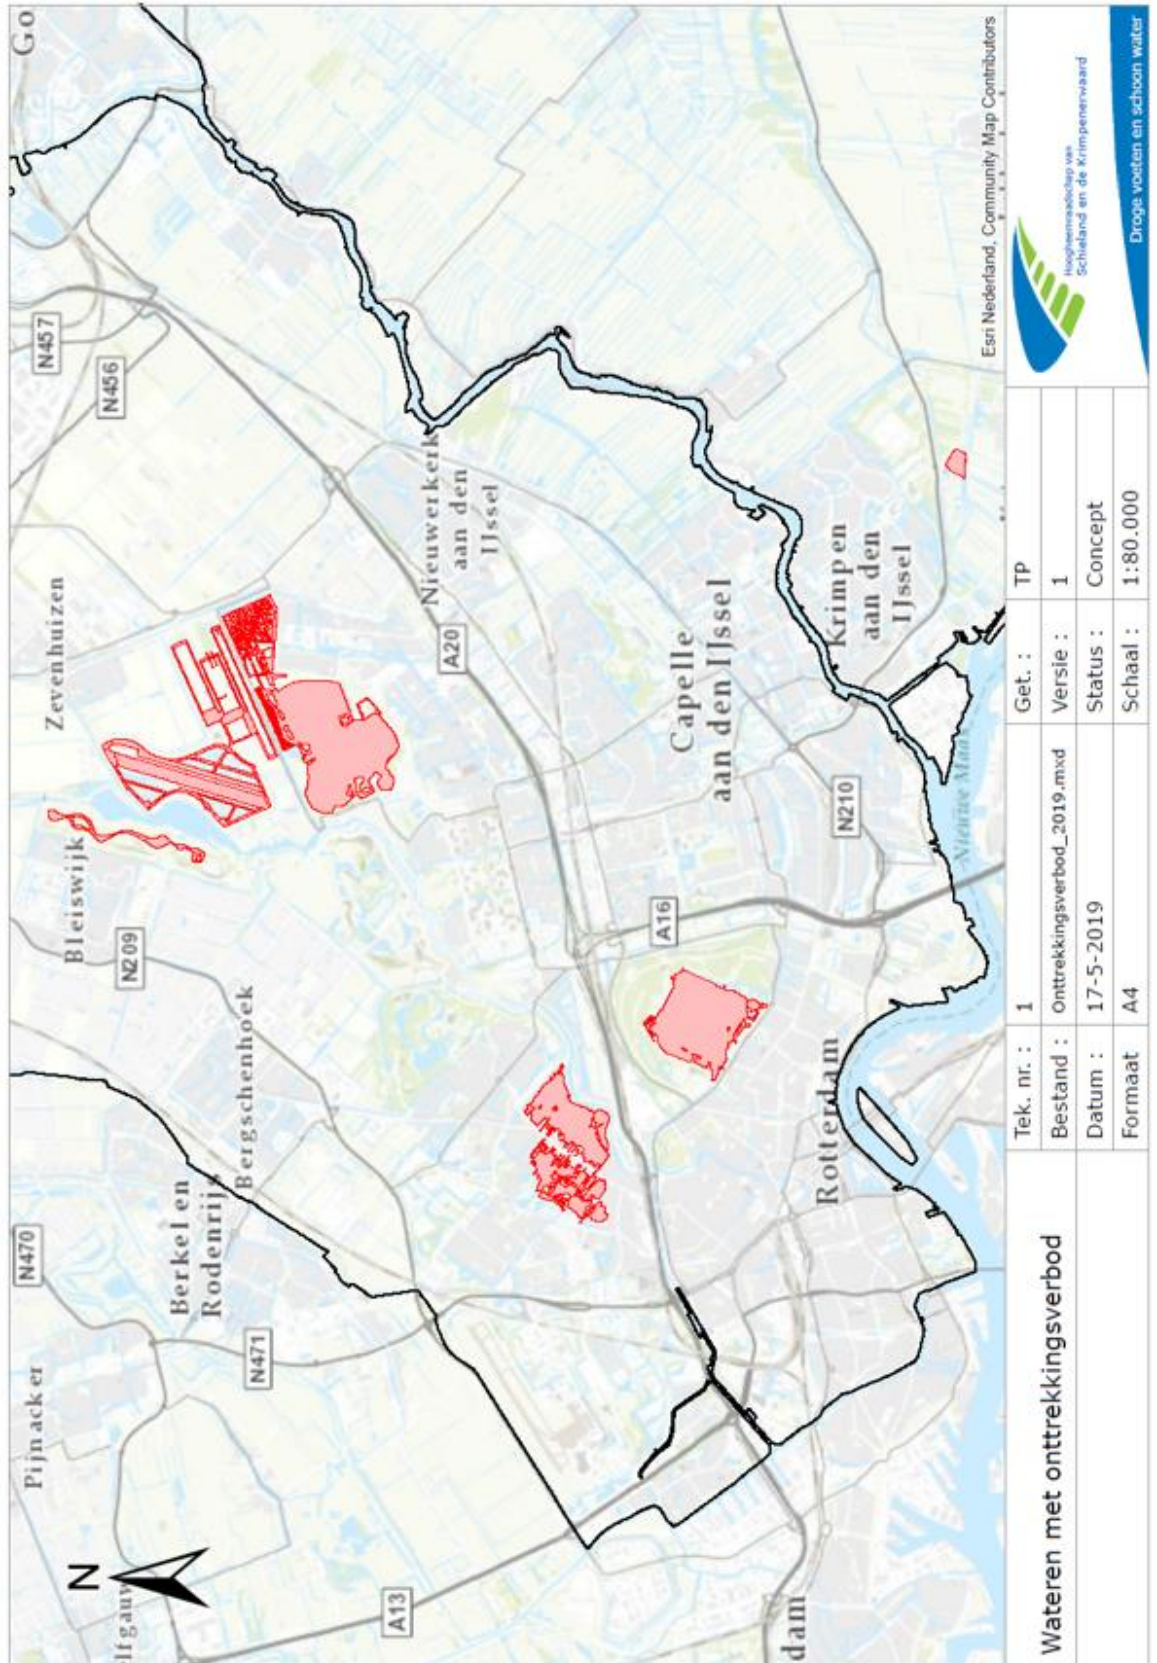 Go
N457
N456
Zevenhuizen
Nieuwerkerk
aan den
IJssel
A20
Bleiswijk
N209
Capelle
aan den IJssel
Krimpen
aan den
IJssel
N210
A16
Nieuwe Maas
Bergschenhoek
Berkel en
Rodenrijs
N470
N471
Pijnacker
Rotterdam
N
lfgauw
A13
dam
Esri Nederland, Community Map Contributors
Wateren met onttrekkingsverbod
Tek. nr. : 1
Bestand : Onttrekkingsverbod_2019.mxd
Datum : 17-5-2019
Formaat A4
Get. : TP
Versie : 1
Status : Concept
Schaal : 1:80.000
Hoogheemraadschap van
Schieland en de Krimpenerwaard
Droge voeten en schoon water